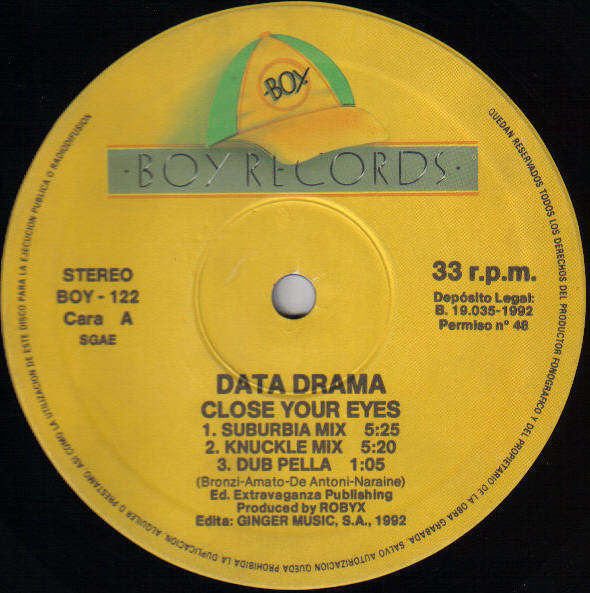 BOY
·BOY RECORDS·
STEREO
BOY - 122
Cara A
SGAE
33 r.p.m.
Depósito Legal:
B. 19.035-1992
Permiso nº 48
DATA DRAMA
CLOSE YOUR EYES
1. SUBURBIA MIX 5:25
2. KNUCKLE MIX 5:20
3. DUB PELLA 1:05
(Bronzi-Amato-De Antoni-Naraine)
Ed. Extravaganza Publishing
Produced by ROBYX
Edita: GINGER MUSIC, S.A., 1992
QUEDAN RESERVADOS TODOS LOS DERECHOS DEL PRODUCTOR FONOGRAFICO Y DEL PROPIETARIO DE LA OBRA GRABADA. SALVO AUTORIZACION QUEDA PROHIBIDA LA DUPLICACION, ALQUILER O PRESTAMO, ASI COMO LA UTILIZACION DE ESTE DISCO PARA LA EJECUCION PUBLICA O RADIODIFUSION